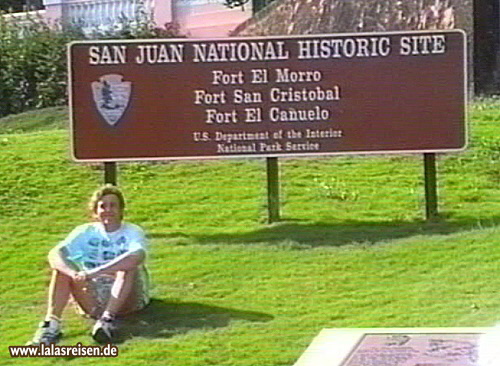 SAN JUAN NATIONAL HISTORIC SITE
Fort El Morro
Fort San Cristobal
Fort El Cañuelo
U.S. Department of the Interior
National Park Service
www.lalasreisen.de